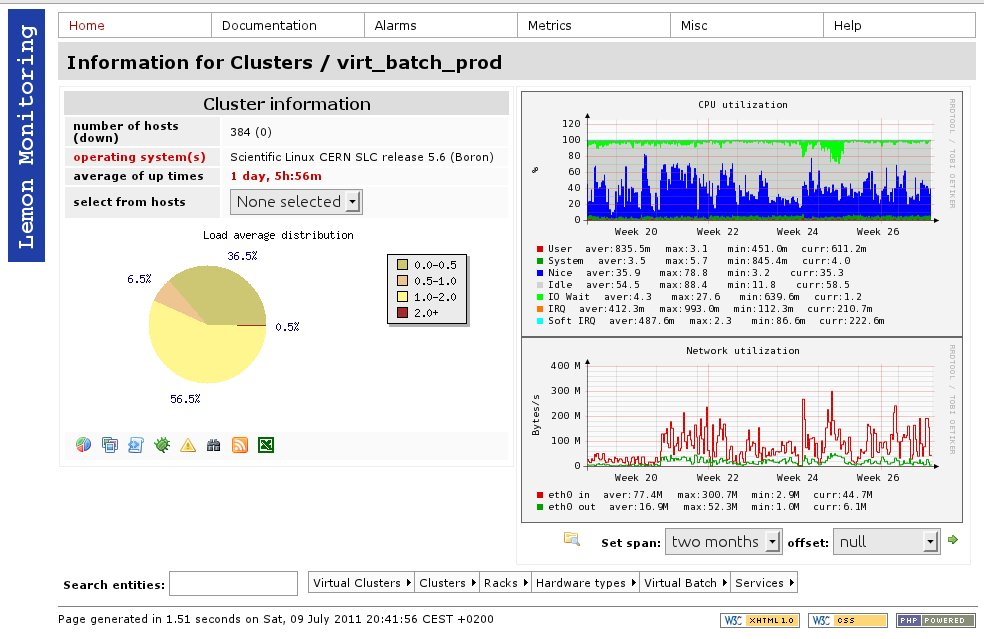 Lemon Monitoring
Home Documentation Alarms Metrics Misc Help
Information for Clusters / virt_batch_prod
Cluster information
number of hosts (down) 384 (0)
operating system(s) Scientific Linux CERN SLC release 5.6 (Boron)
average of up times 1 day, 5h:56m
select from hosts None selected
Load average distribution
36.5%
6.5%
0.5%
56.5%
0.0-0.5
0.5-1.0
1.0-2.0
2.0+
CPU utilization
RRDTOOL / TOBI OETIKER
%
120
100
80
60
40
20
0
Week 20 Week 22 Week 24 Week 26
User aver:835.5m max:3.1 min:451.0m curr:611.2m
System aver:3.5 max:5.7 min:845.4m curr:4.0
Nice aver:35.9 max:78.8 min:3.2 curr:35.3
Idle aver:54.5 max:88.4 min:11.8 curr:58.5
IO Wait aver:4.3 max:27.6 min:639.6m curr:1.2
IRQ aver:412.3m max:993.0m min:112.3m curr:210.7m
Soft IRQ aver:487.6m max:2.3 min:86.6m curr:222.6m
Network utilization
RRDTOOL / TOBI OETIKER
Bytes/s
400 M
300 M
200 M
100 M
0
Week 20 Week 22 Week 24 Week 26
eth0 in aver:77.4M max:300.7M min:2.9M curr:44.7M
eth0 out aver:16.9M max:52.3M min:1.0M curr:6.1M
Set span: two months offset: null
Search entities: Virtual Clusters Clusters Racks Hardware types Virtual Batch Services
Page generated in 1.51 seconds on Sat, 09 July 2011 20:41:56 CEST +0200
W3C XHTML 1.0 W3C CSS PHP POWERED